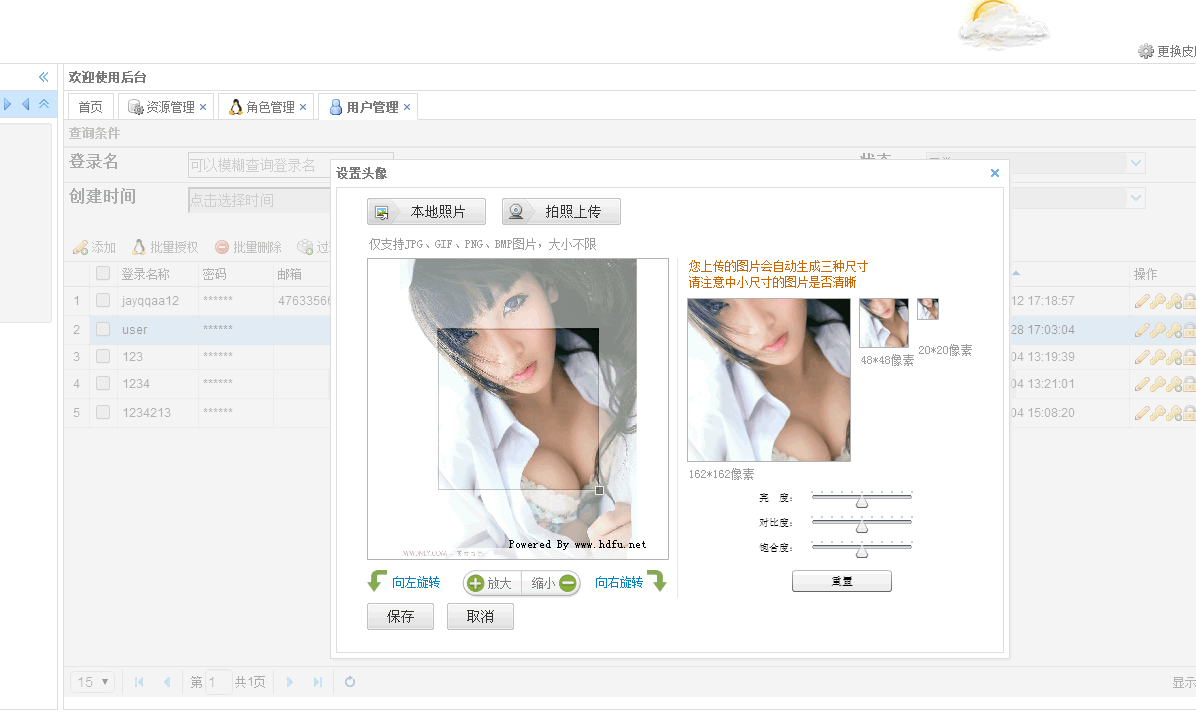 更换皮
欢迎使用后台
首页 资源管理 角色管理 用户管理
查询条件
登录名 可以模糊查询登录名
创建时间 点击选择时间
添加 批量授权 批量删除
登录名称 密码 邮箱 操作
1 jayqqaa12 ****** 47633566 12 17:18:57
2 user ****** 28 17:03:04
3 123 ****** 04 13:19:39
4 1234 ****** 04 13:21:01
5 1234213 ****** 04 15:08:20
设置头像
本地照片 拍照上传
仅支持JPG、GIF、PNG、BMP图片，大小不限
Powered By www.hdfu.net
您上传的图片会自动生成三种尺寸
请注意中小尺寸的图片是否清晰
48*48像素
20*20像素
162*162像素
亮 度：
对比度：
饱合度：
重置
向左旋转 放大 缩小 向右旋转
保存 取消
15 第 1 共1页 显示